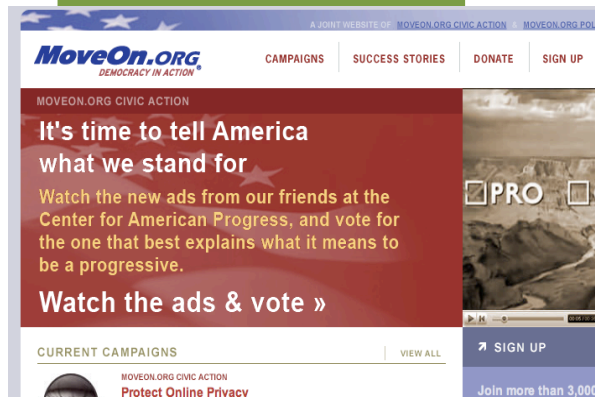 A JOINT WEBSITE OF MOVEON.ORG CIVIC ACTION & MOVEON.ORG POL
MoveOn.ORG
DEMOCRACY IN ACTION
CAMPAIGNS
SUCCESS STORIES
DONATE
SIGN UP
MOVEON.ORG CIVIC ACTION
It's time to tell America
what we stand for
Watch the new ads from our friends at the
Center for American Progress, and vote for
the one that best explains what it means to
be a progressive.
Watch the ads & vote »
PRO
CURRENT CAMPAIGNS
VIEW ALL
SIGN UP
MOVEON.ORG CIVIC ACTION
Protect Online Privacy
Join more than 3,000